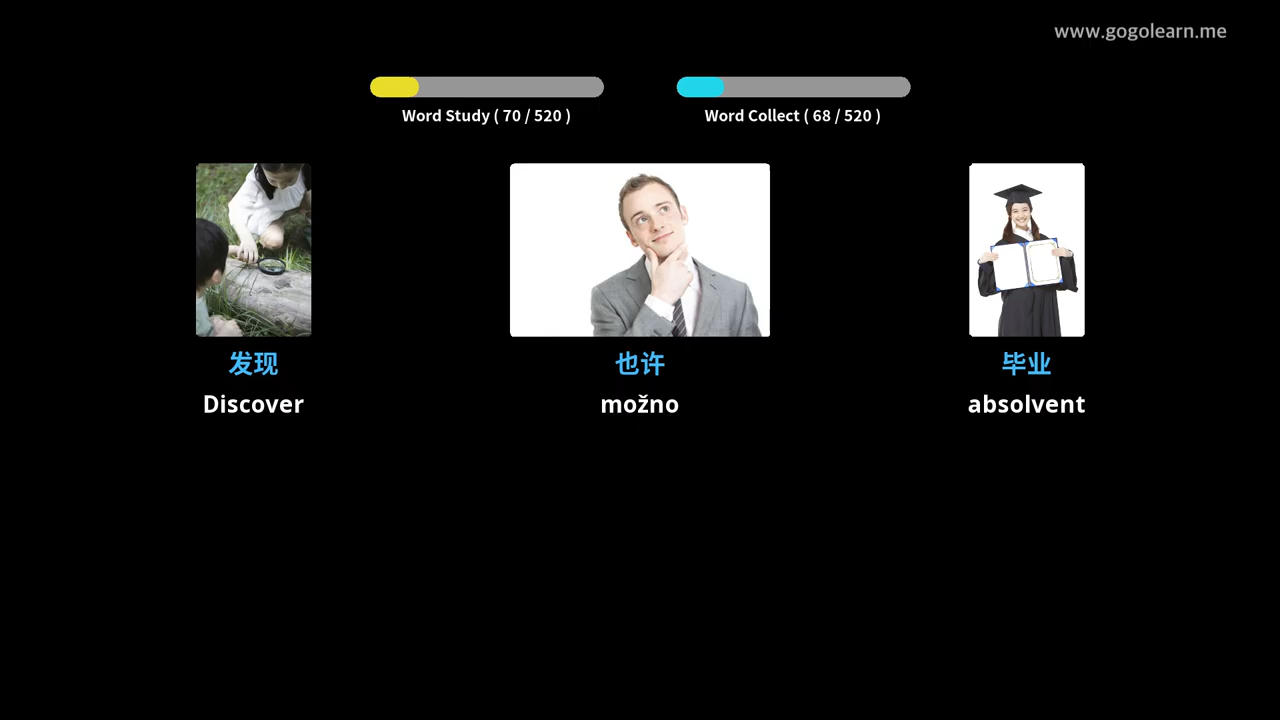 www.gogolearn.me
Word Study ( 70 / 520 )
Word Collect ( 68 / 520 )
发现
也许
毕业
Discover
možno
absolvent